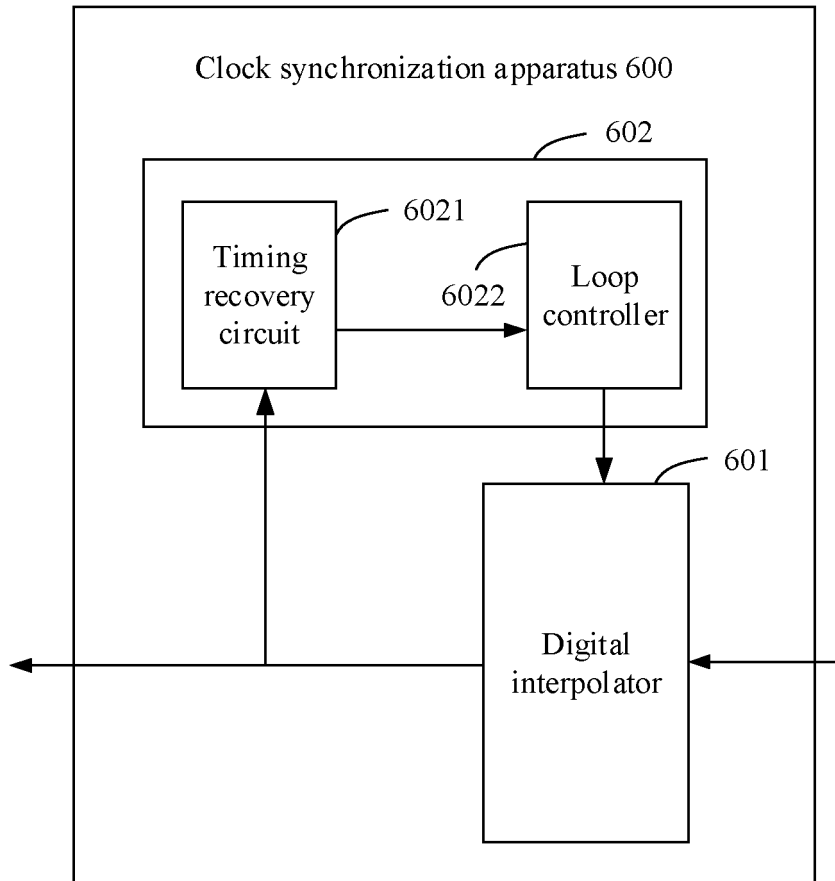 Clock synchronization apparatus 600
602
6021
Timing
recovery
circuit
6022
Loop
controller
601
Digital
interpolator